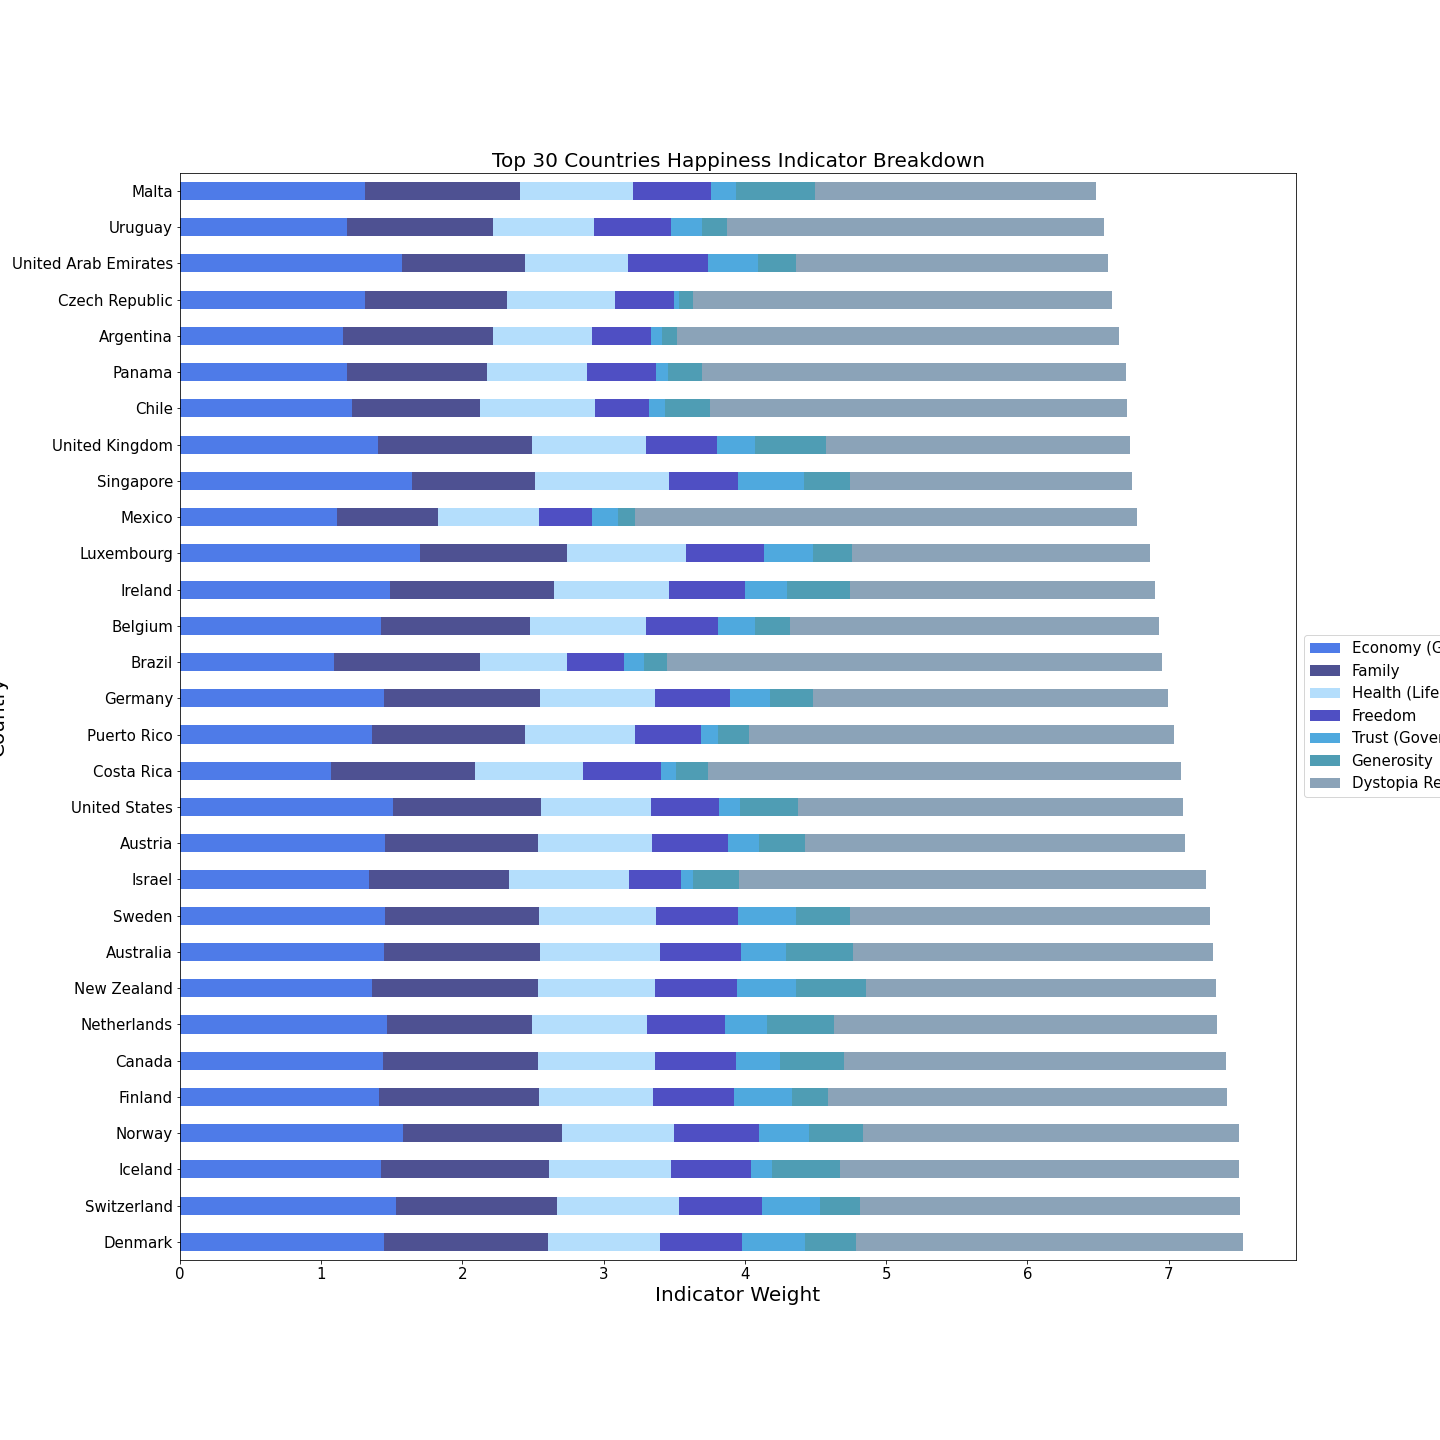 Top 30 Countries Happiness Indicator Breakdown
Malta
Uruguay
United Arab Emirates
Czech Republic
Argentina
Panama
Chile
United Kingdom
Singapore
Mexico
Luxembourg
Ireland
Belgium
Brazil
Germany
Puerto Rico
Costa Rica
United States
Austria
Israel
Sweden
Australia
New Zealand
Netherlands
Canada
Finland
Norway
Iceland
Switzerland
Denmark
0 1 2 3 4 5 6 7
Indicator Weight
Economy (G
Family
Health (Life
Freedom
Trust (Gover
Generosity
Dystopia Re